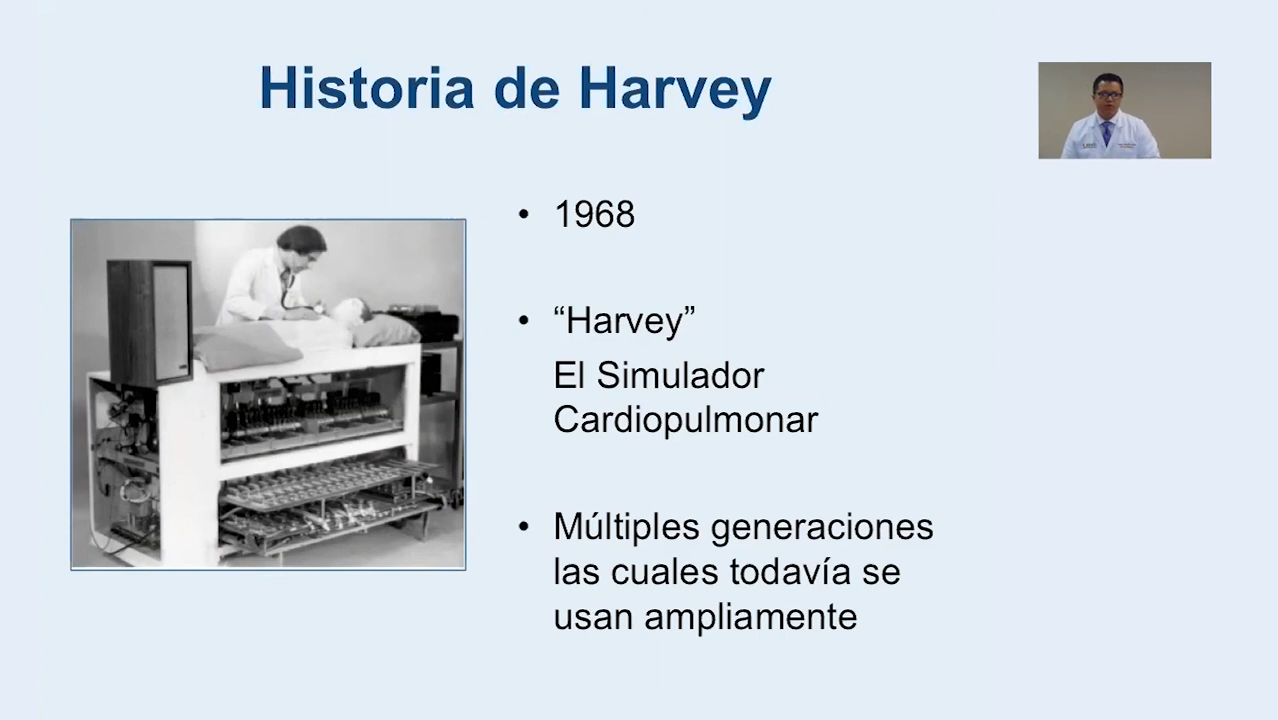 Historia de Harvey
• 1968
• “Harvey”
El Simulador
Cardiopulmonar
• Múltiples generaciones
las cuales todavía se
usan ampliamente